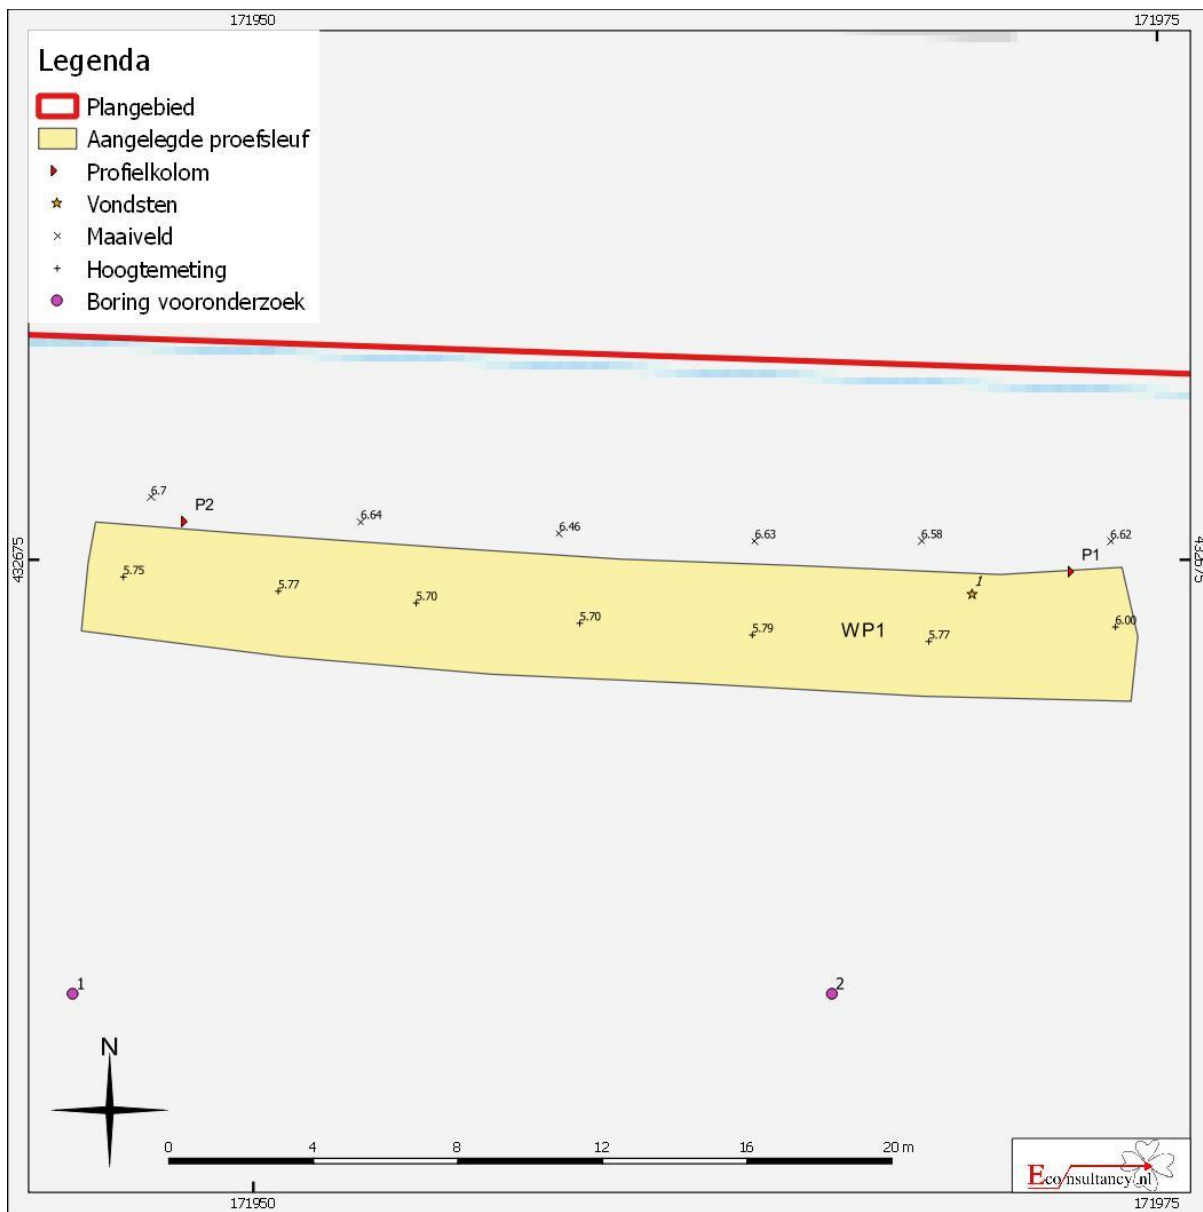 171950
171975
Legenda
Plangebied
Aangelegde proefsleuf
Profielkolom
Vondsten
Maaiveld
Hoogtemeting
Boring vooronderzoek
6.7
P2
6.64
6.46
6.63
6.58
6.62
432675
432675
P1
5.75
5.77
5.70
5.70
5.79
WP1
5.77
1
6.00
1
2
N
0
4
8
12
16
20 m
Econsultancy.nl
171950
171975